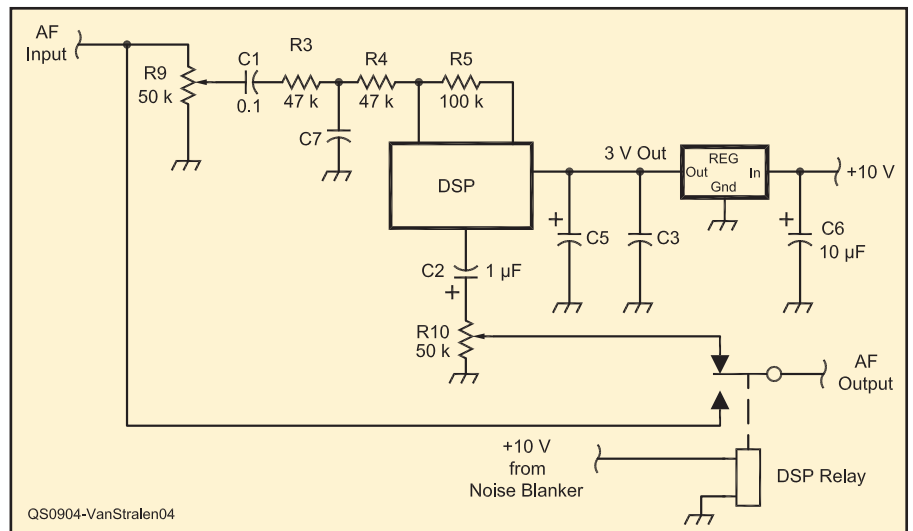 AF
Input
R9
50 k
C1
0.1
R3
47 k
R4
47 k
R5
100 k
C7
DSP
3 V Out
REG
Out
In
Gnd
+10 V
+
C5
C3
+
C6
10 µF
C2
1 µF
+
R10
50 k
AF
Output
+10 V
from
Noise Blanker
DSP Relay
QS0904-VanStralen04